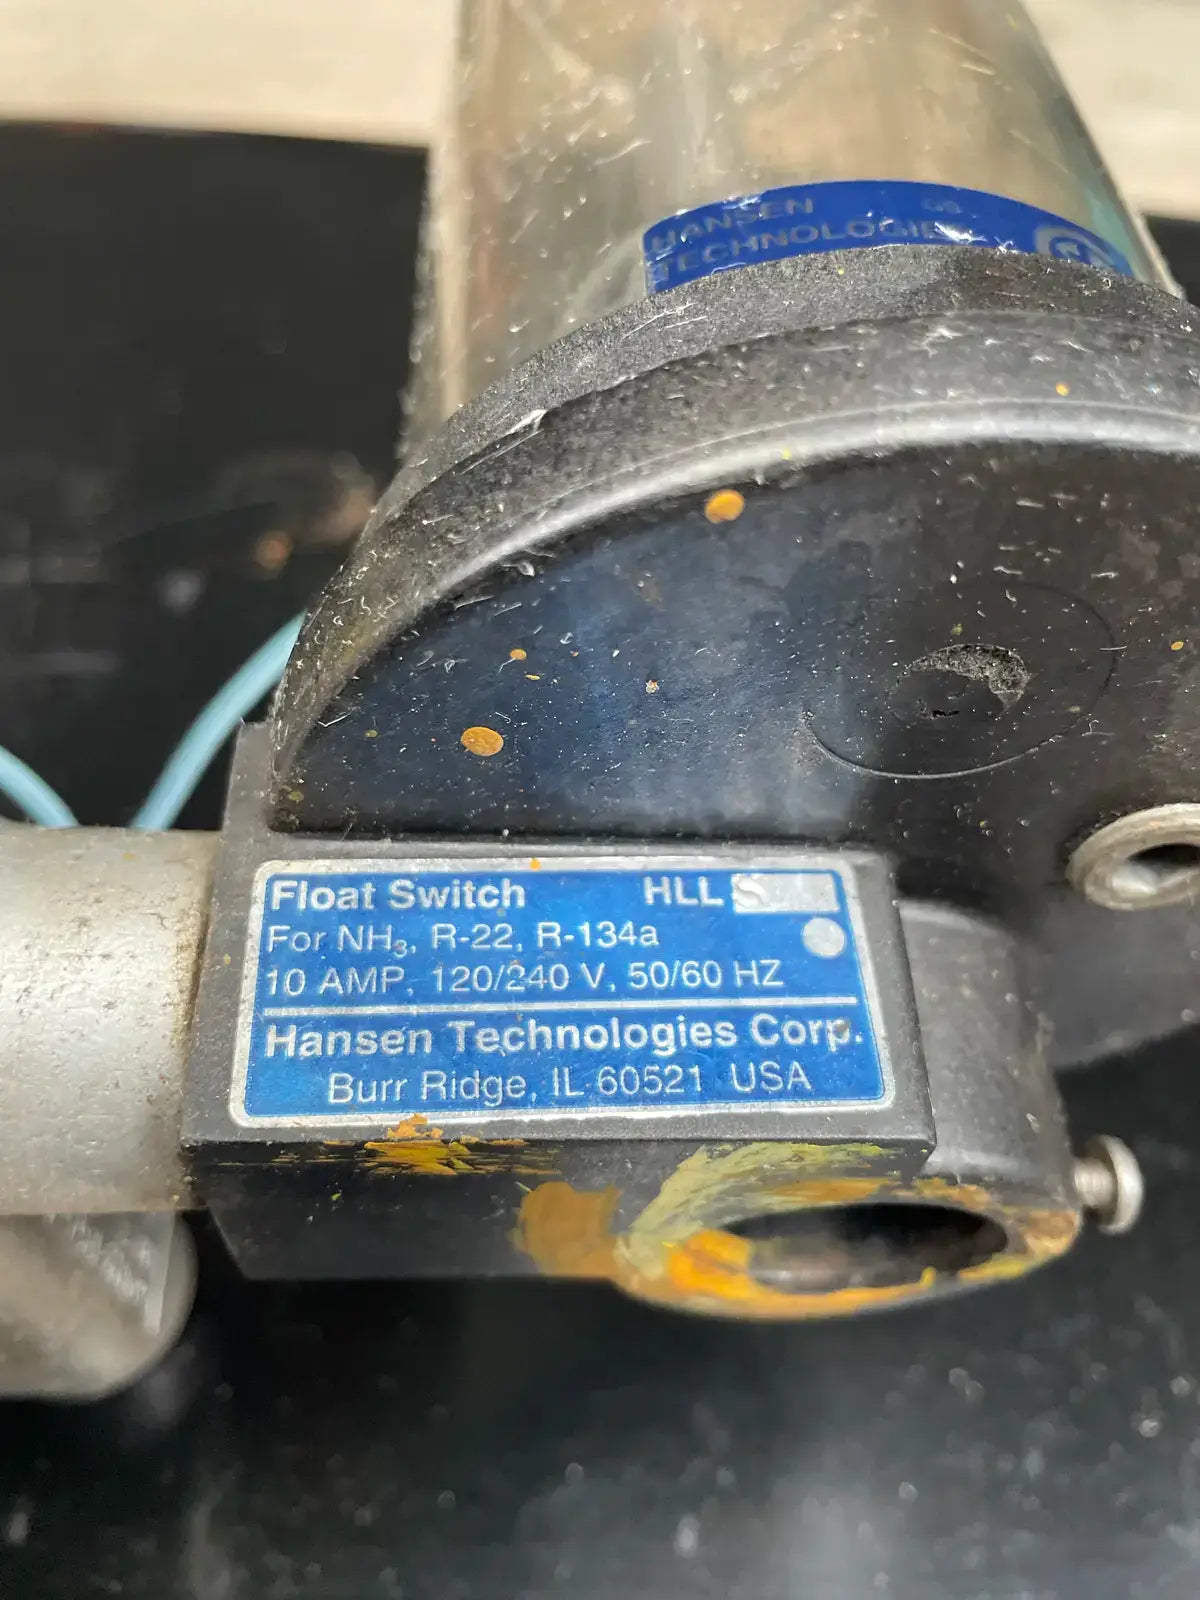 HANSEN
TECHNOLOGIES
Float Switch HLL S
For NH₃, R-22, R-134a
10 AMP, 120/240 V, 50/60 HZ
Hansen Technologies Corp.
Burr Ridge, IL 60521 USA